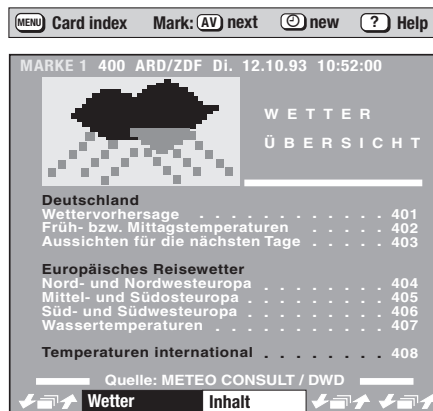 MENU Card index Mark: AV next new ? Help
MARKE 1 400 ARD/ZDF Di. 12.10.93 10:52:00
WETTER
ÜBERSICHT
Deutschland
Wettervorhersage . . . . . . . . . . . . 401
Früh- bzw. Mittagstemperaturen . . . . . 402
Aussichten für die nächsten Tage . . . . . 403
Europäisches Reisewetter
Nord- und Nordwesteuropa . . . . . . . . 404
Mittel- und Südosteuropa . . . . . . . . 405
Süd- und Südwesteuropa . . . . . . . . 406
Wassertemperaturen . . . . . . . . . . 407
Temperaturen international . . . . . . . 408
Quelle: METEO CONSULT / DWD
Wetter Inhalt